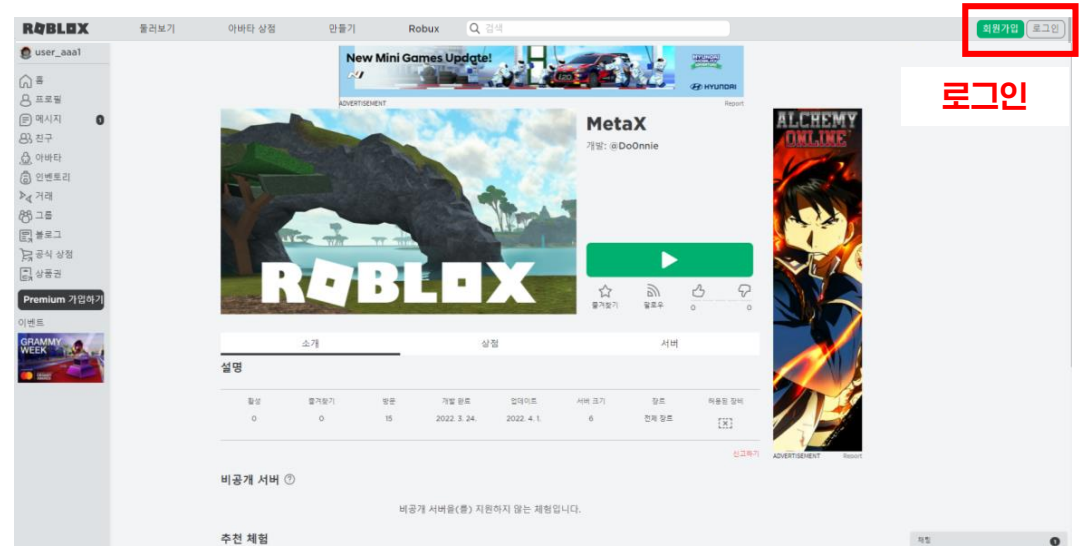 ROBLOX 둘러보기 아바타 상점 만들기 Robux 검색 회원가입 로그인
user_aaa1
홈
프로필
메시지 0
친구
아바타
인벤토리
거래
그룹
블로그
공식 상점
상품권
Premium 가입하기
이벤트
GRAMMY
WEEK
New Mini Games Update!
HYUNDAI
ADVERTISEMENT Report
ROBLOX
MetaX
개발: @DoOnnie
즐겨찾기 팔로우 0 0
로그인
ALCHEMY
ONLINE
ADVERTISEMENT Report
소개 상점 서버
설명
활성 즐겨찾기 방문 개발 완료 업데이트 서버 크기 장르 허용된 장비
0 0 15 2022. 3. 24. 2022. 4. 1. 6 전체 장르
신고하기
비공개 서버
비공개 서버을(를) 지원하지 않는 체험입니다.
추천 체험
채팅